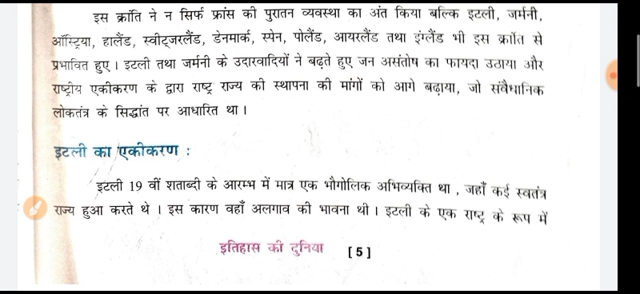 इस क्रांति ने न सिर्फ फ्रांस की पुरातन व्यवस्था का अंत किया बल्कि इटली, जर्मनी,
ऑस्ट्रिया, हालैंड, स्वीट्जरलैंड, डेनमार्क, स्पेन, पोलैंड, आयरलैंड तथा इंग्लैंड भी इस क्रांति से
प्रभावित हुए । इटली तथा जर्मनी के उदारवादियों ने बढ़ते हुए जन असंतोष का फायदा उठाया और
राष्ट्रीय एकीकरण के द्वारा राष्ट्र राज्य की स्थापना की मांगों को आगे बढ़ाया, जो संवैधानिक
लोकतंत्र के सिद्धांत पर आधारित था ।
इटली का एकीकरण :
इटली 19 वीं शताब्दी के आरम्भ में मात्र एक भौगोलिक अभिव्यक्ति था , जहाँ कई स्वतंत्र
राज्य हुआ करते थे । इस कारण वहाँ अलगाव की भावना थी । इटली के एक राष्ट्र के रूप में
इतिहास की दुनिया [5]